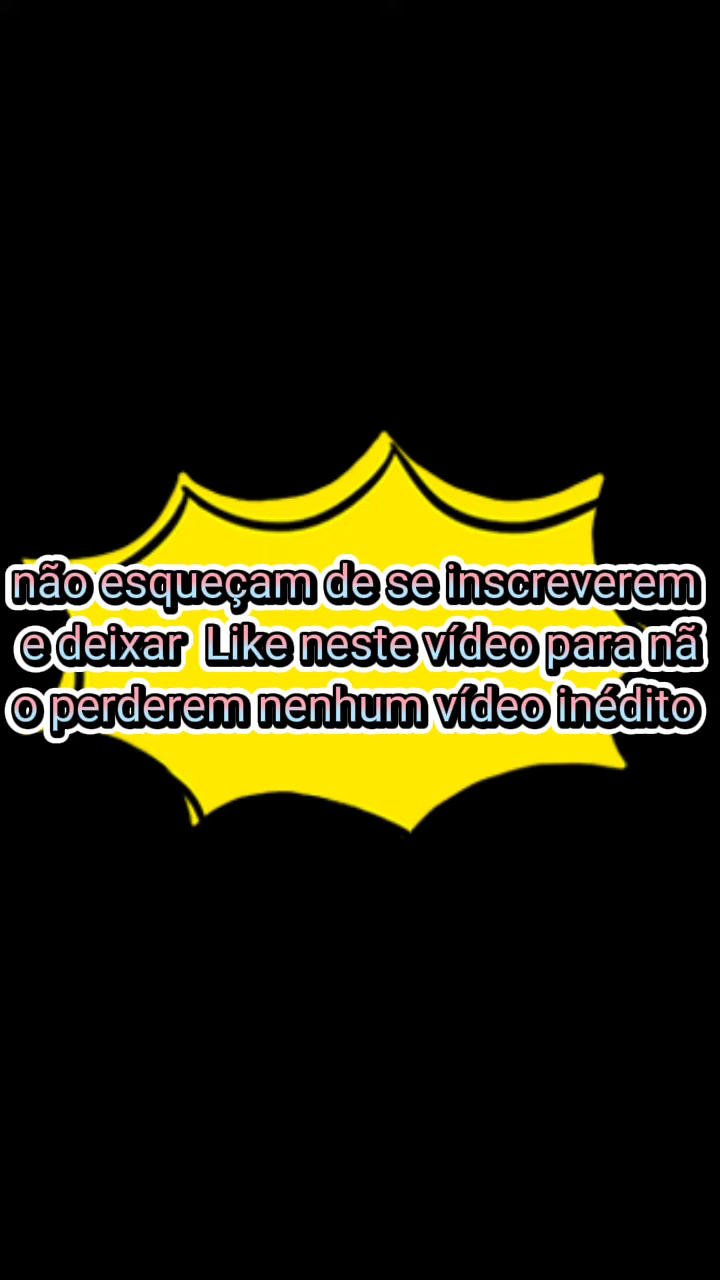 não esqueçam de se inscreverem
e deixar  Like neste vídeo para nã
o perderem nenhum vídeo inédito